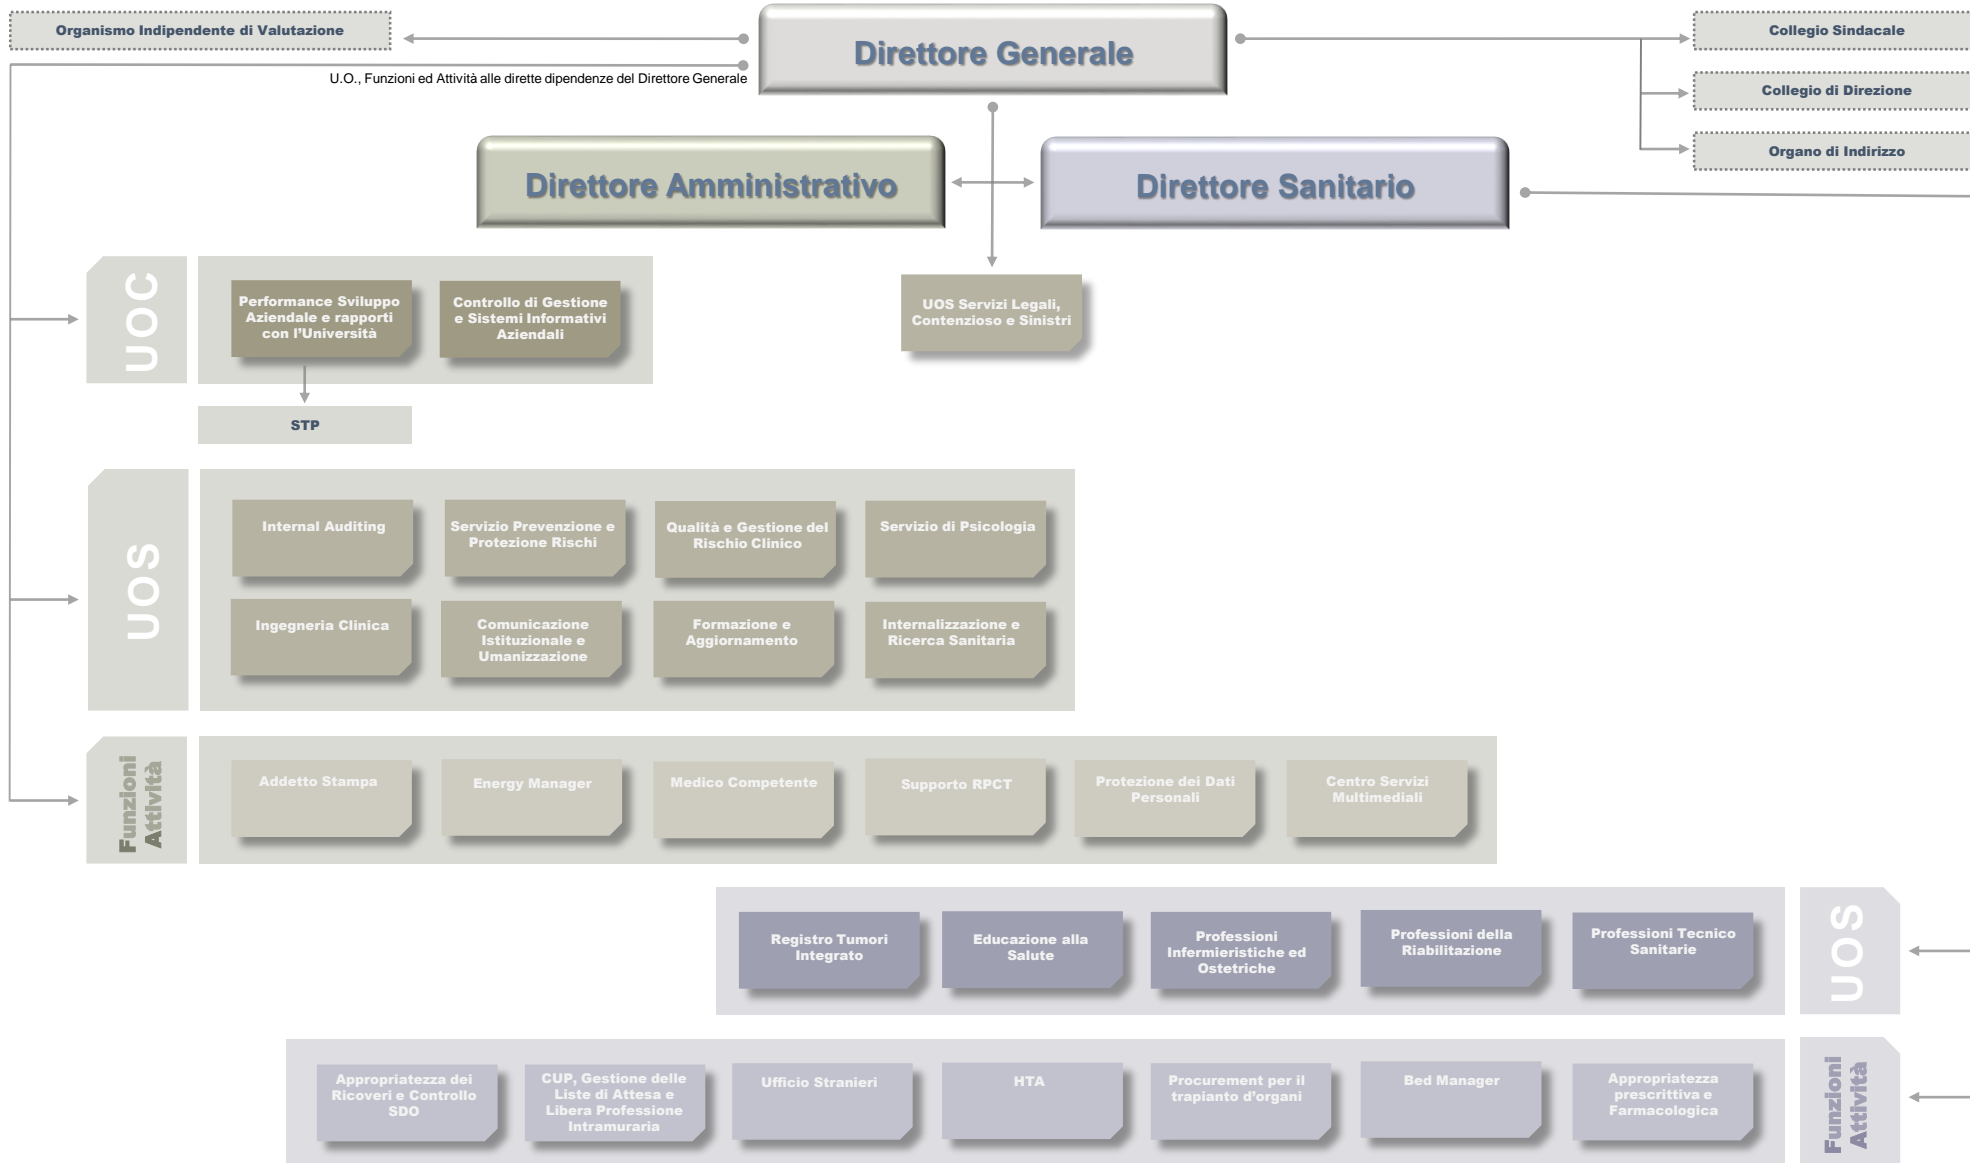 Organismo Indipendente di Valutazione
Direttore Generale
Collegio Sindacale
U.O., Funzioni ed Attività alle dirette dipendenze del Direttore Generale
Collegio di Direzione
Organo di Indirizzo
Direttore Amministrativo
Direttore Sanitario
UOC
Performance Sviluppo
Aziendale e rapporti
con l'Università
Controllo di Gestione
e Sistemi Informativi
Aziendali
UOS Servizi Legali,
Contenzioso e Sinistri
STP
UOS
Internal Auditing
Servizio Prevenzione e
Protezione Rischi
Qualità e Gestione del
Rischio Clinico
Servizio di Psicologia
Ingegneria Clinica
Comunicazione
Istituzionale e
Umanizzazione
Formazione e
Aggiornamento
Internalizzazione e
Ricerca Sanitaria
Funzioni
Attività
Addetto Stampa
Energy Manager
Medico Competente
Supporto RPCT
Protezione dei Dati
Personali
Centro Servizi
Multimediali
Registro Tumori
Integrato
Educazione alla
Salute
Professioni
Infermieristiche ed
Ostetriche
Professioni della
Riabilitazione
Professioni Tecnico
Sanitarie
UOS
Appropriatezza dei
Ricoveri e Controllo
SDO
CUP, Gestione delle
Liste di Attesa e
Libera Professione
Intramuraria
Ufficio Stranieri
HTA
Procurement per il
trapianto d'organi
Bed Manager
Appropriatezza
prescrittiva e
Farmacologica
Funzioni
Attività